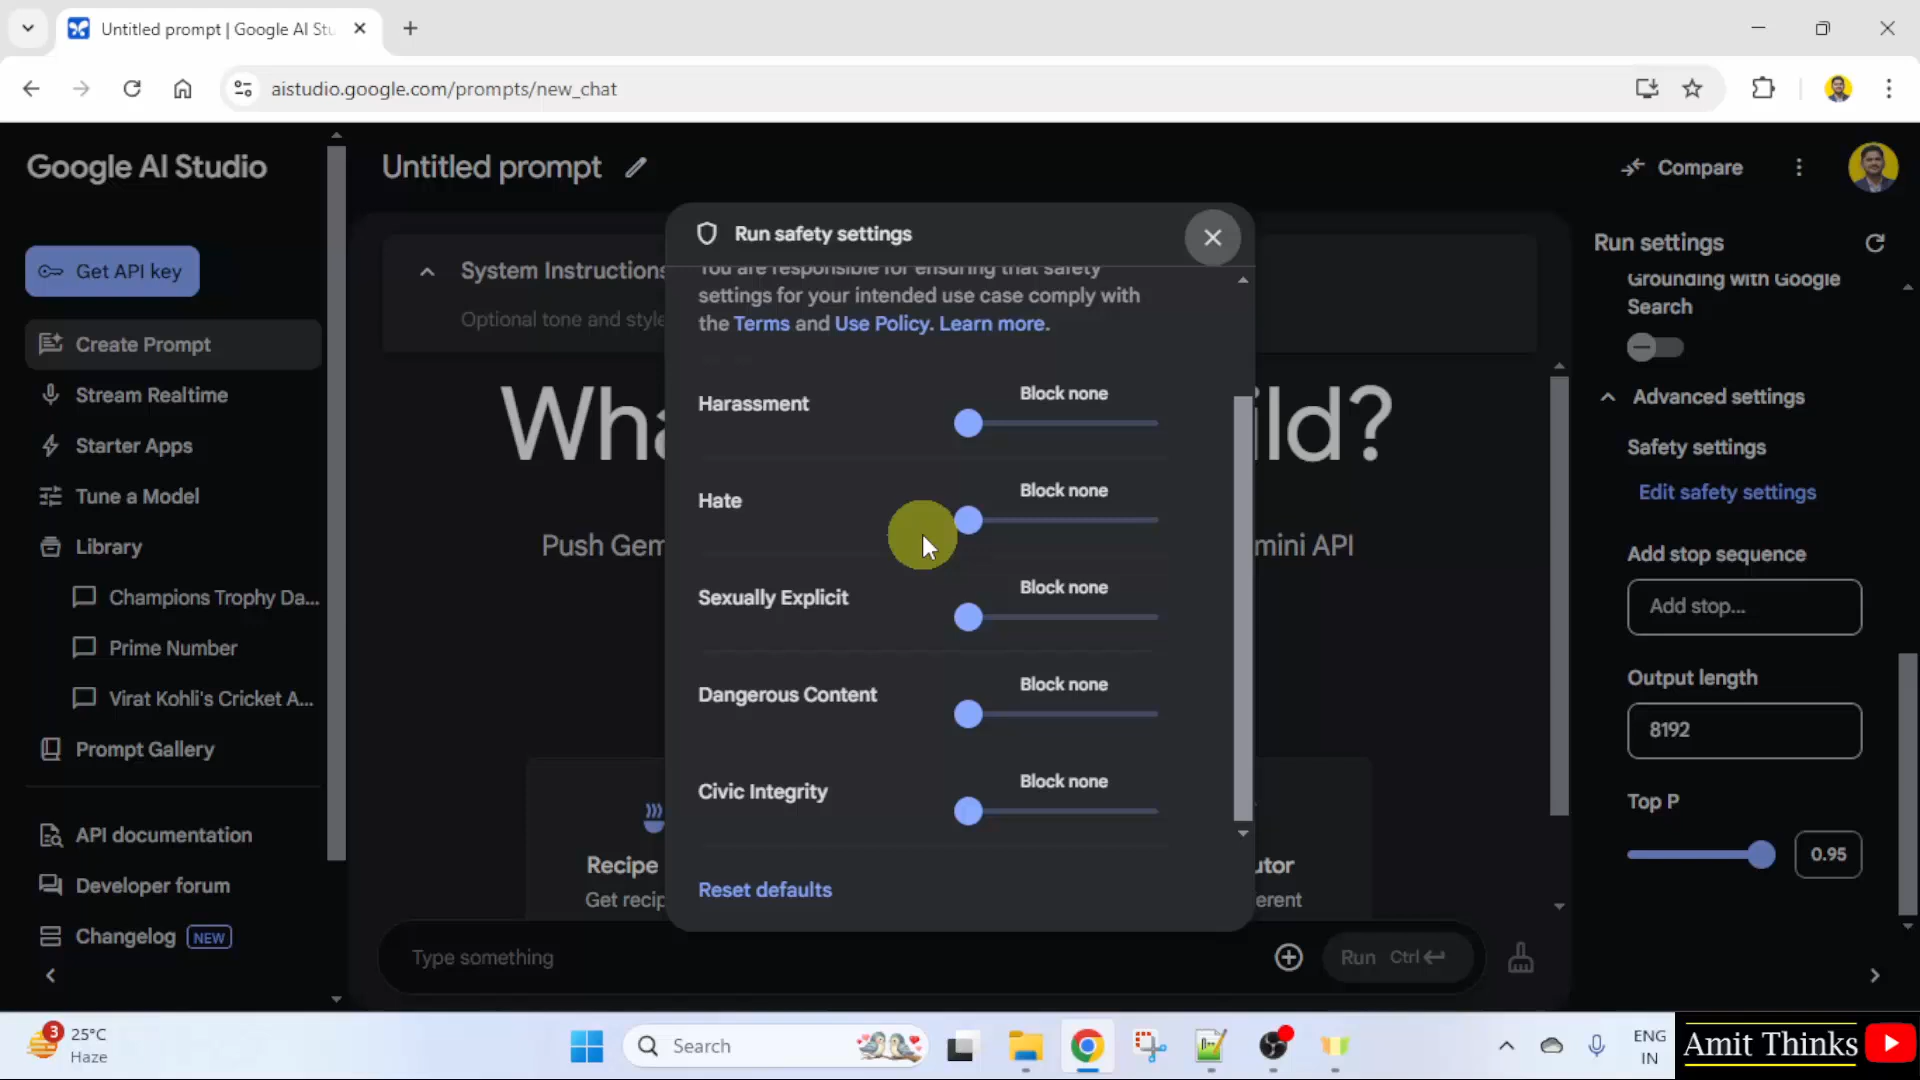 Untitled prompt | Google AI Stu
aistudio.google.com/prompts/new_chat
Google AI Studio
Get API key
Create Prompt
Stream Realtime
Starter Apps
Tune a Model
Library
Champions Trophy Da...
Prime Number
Virat Kohli's Cricket A...
Prompt Gallery
API documentation
Developer forum
Changelog NEW
Untitled prompt
Compare
System Instructions
Optional tone and style
Wha
ild?
Push Gem
mini API
Recipe
Get recip
utor
erent
Type something
Run Ctrl
Run safety settings
You are responsible for ensuring that safety
settings for your intended use case comply with
the Terms and Use Policy. Learn more.
Harassment
Block none
Hate
Block none
Sexually Explicit
Block none
Dangerous Content
Block none
Civic Integrity
Block none
Reset defaults
Run settings
Grounding with Google
Search
Advanced settings
Safety settings
Edit safety settings
Add stop sequence
Add stop...
Output length
8192
Top P
0.95
3
25°C
Haze
Search
ENG
IN
Amit Thinks